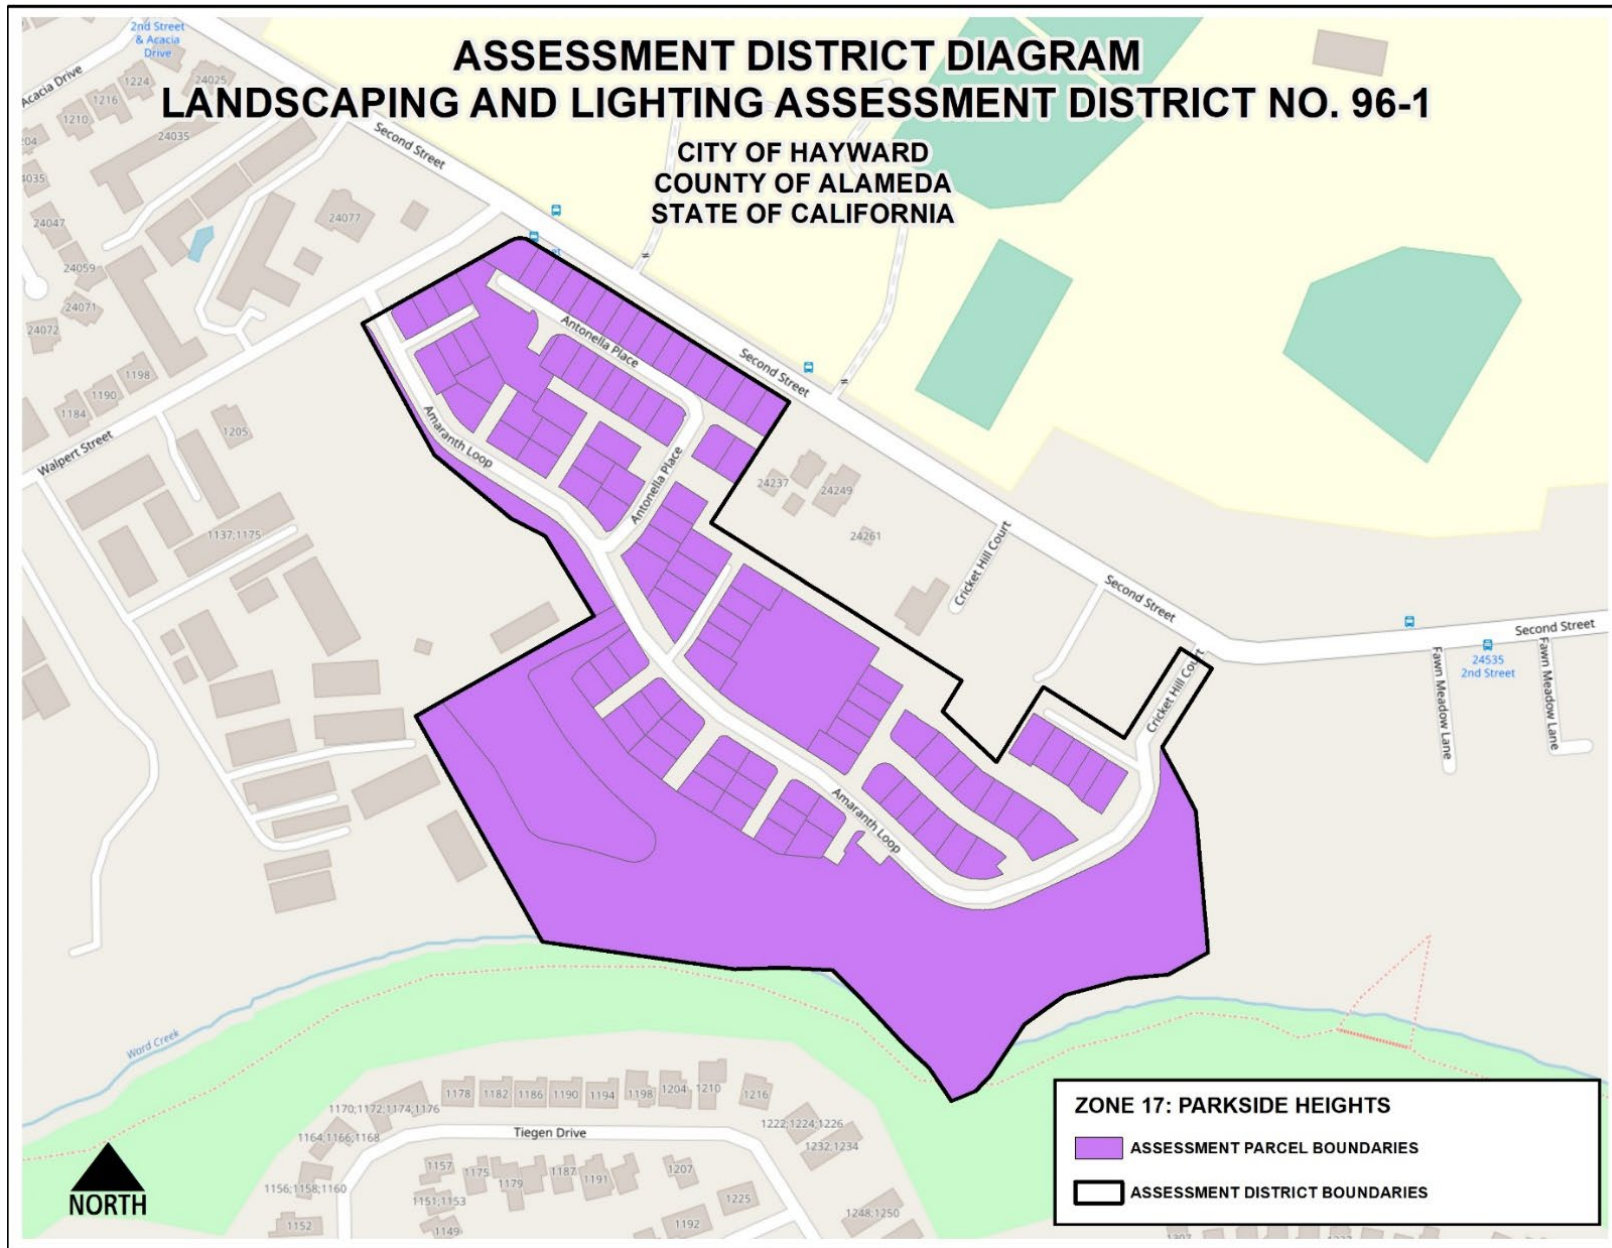 ASSESSMENT DISTRICT DIAGRAM
LANDSCAPING AND LIGHTING ASSESSMENT DISTRICT NO. 96-1
CITY OF HAYWARD
COUNTY OF ALAMEDA
STATE OF CALIFORNIA
2nd Street
& Acacia
Drive
Acacia Drive
1224
24025
1216
1210
24035
24047
24077
24059
24071
24072
1198
1190
1184
1205
Walpert Street
1137;1175
Second Street
Second Street
Second Street
Second Street
Antonella Place
Antonella Place
Amaranth Loop
Amaranth Loop
24237
24249
24261
Cricket Hill Court
Cricket Hill Court
24535
2nd Street
Fawn Meadow Lane
Fawn Meadow Lane
Ward Creek
1178
1182
1186
1190
1194
1198
1204
1210
1216
1170;1172;1174;1176
1164;1166;1168
1222;1224;1226
1232;1234
Tiegen Drive
1157
1175
1179
1187
1191
1207
1156;1158;1160
1151;1153
1225
1152
1149
1192
1248;1250
NORTH
ZONE 17: PARKSIDE HEIGHTS
ASSESSMENT PARCEL BOUNDARIES
ASSESSMENT DISTRICT BOUNDARIES